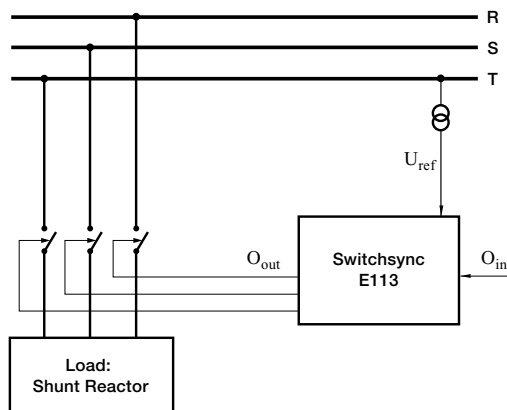 R
S
T
U_ref
Switchsync
E113
O_out
O_in
Load:
Shunt Reactor